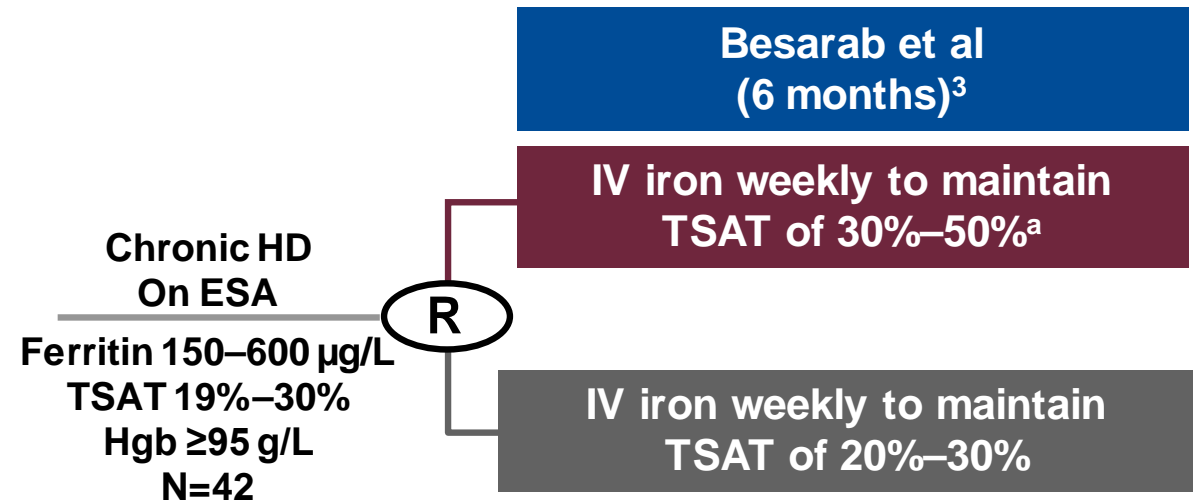 Besarab et al
(6 months)³
IV iron weekly to maintain
TSAT of 30%–50%ᵃ
Chronic HD
On ESA
R
Ferritin 150–600 µg/L
TSAT 19%–30%
Hgb ≥95 g/L
N=42
IV iron weekly to maintain
TSAT of 20%–30%